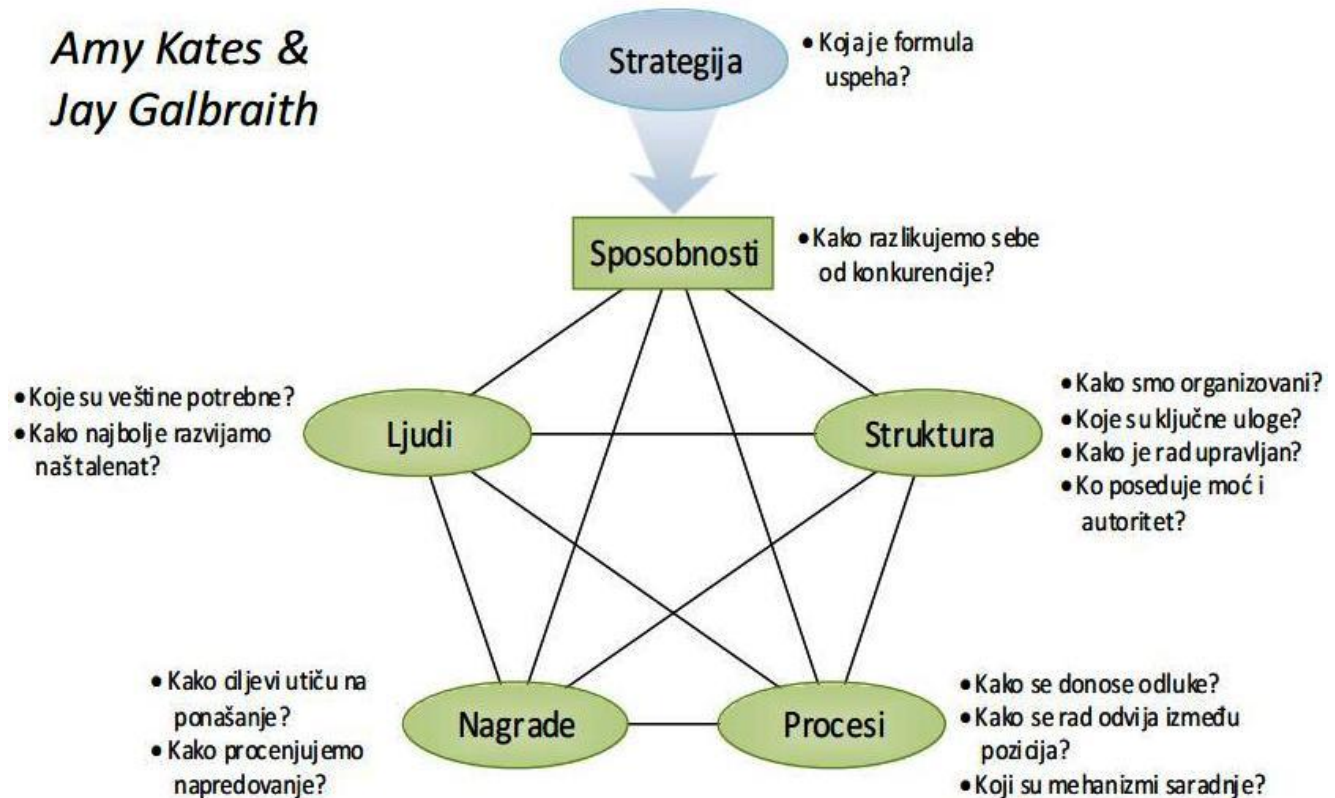 Amy Kates &
Jay Galbraith
Strategija
• Koja je formula
uspeha?
Sposobnosti
• Kako razlikujemo sebe
od konkurencije?
• Koje su veštine potrebne?
• Kako najbolje razvijamo
naš talenat?
Ljudi
Struktura
• Kako smo organizovani?
• Koje su ključne uloge?
• Kako je rad upravljan?
• Ko poseduje moć i
autoritet?
• Kako ciljevi utiču na
ponašanje?
• Kako procenjujemo
napredovanje?
Nagrade
Procesi
• Kako se donose odluke?
• Kako se rad odvija između
pozicija?
• Koji su mehanizmi saradnje?